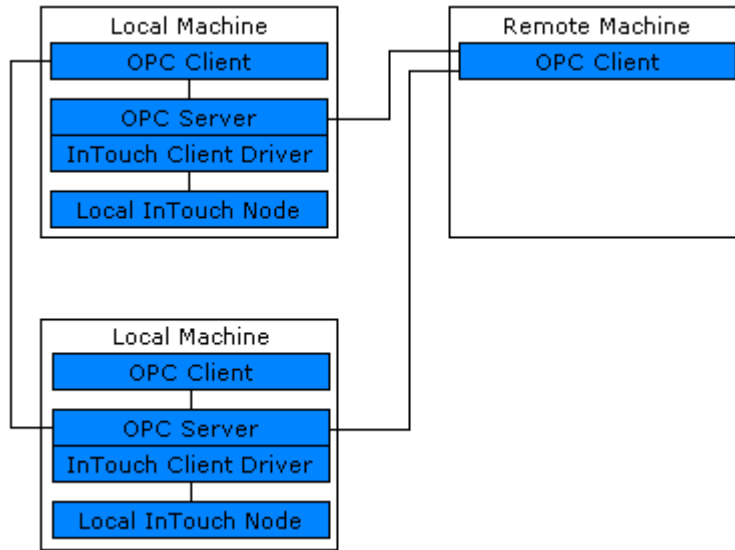 Local Machine
OPC Client
OPC Server
InTouch Client Driver
Local InTouch Node
Remote Machine
OPC Client
Local Machine
OPC Client
OPC Server
InTouch Client Driver
Local InTouch Node